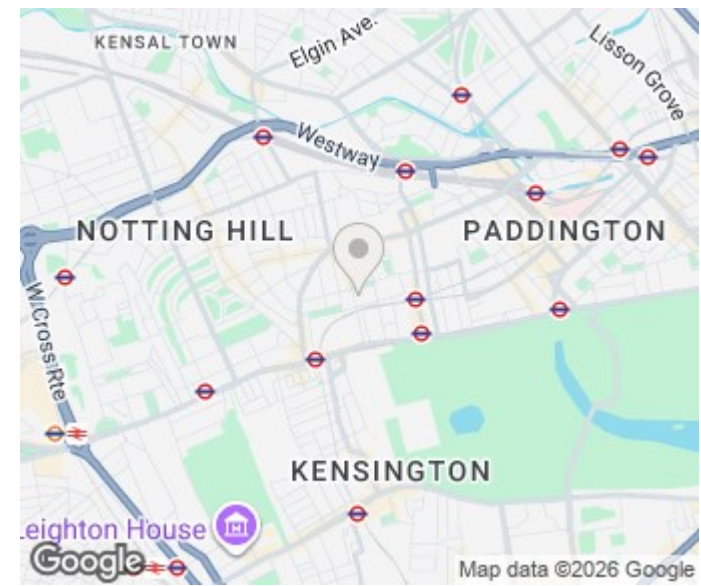 KENSAL TOWN
Elgin Ave.
Lisson Grove
Westway
NOTTING HILL
PADDINGTON
W Cross Rte
KENSINGTON
Leighton House
Google
Map data ©2026 Google